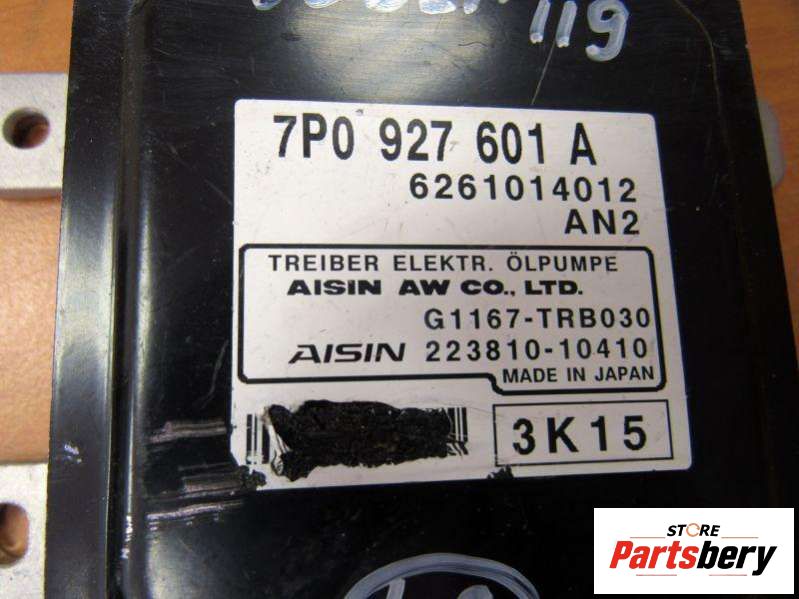 119
7P0 927 601 A
6261014012
AN2
TREIBER ELEKTR. ÖLPUMPE
AISIN AW CO., LTD.
G1167-TRB030
AISIN 223810-10410
MADE IN JAPAN
3K15
STORE
Partsbery